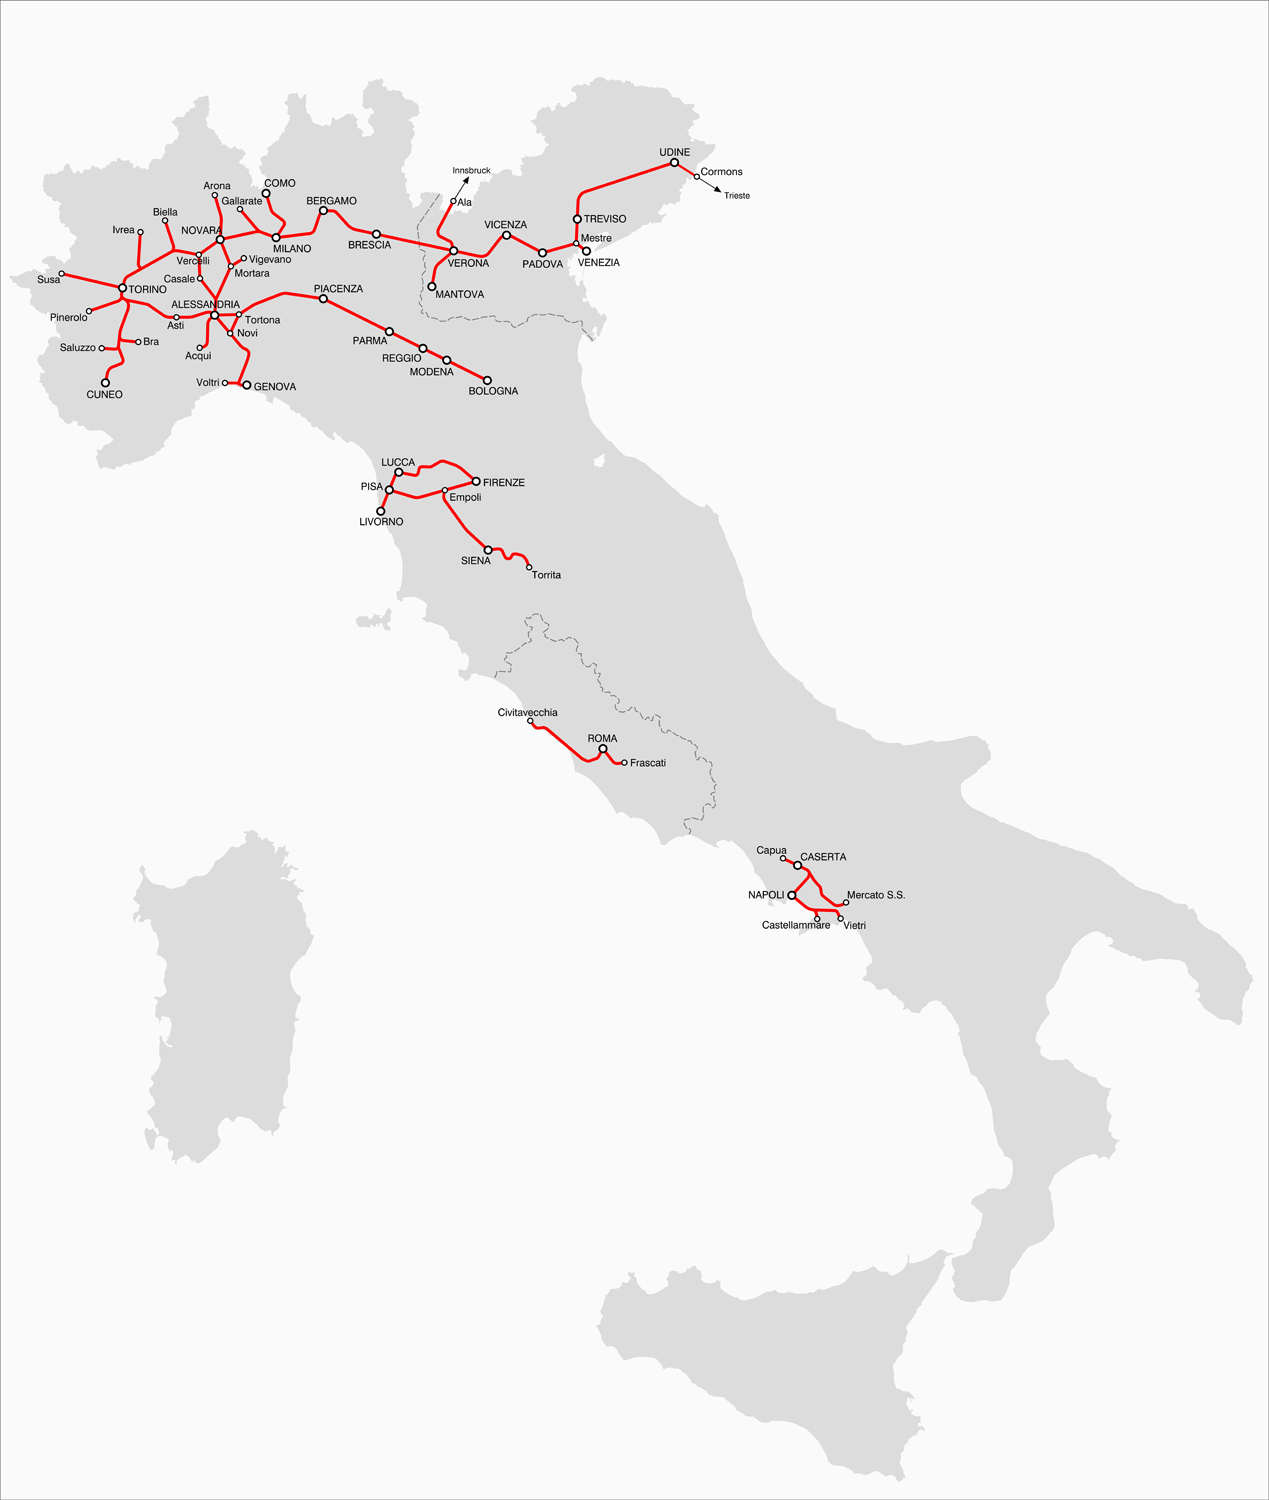 UDINE
Innsbruck
Cormons
COMO
Arona
Trieste
Gallarate
BERGAMO
Ala
Biella
TREVISO
VICENZA
Ivrea
NOVARA
Mestre
MILANO
BRESCIA
Vercelli
Vigevano
VERONA
PADOVA
VENEZIA
Mortara
Susa
Casale
TORINO
PIACENZA
MANTOVA
ALESSANDRIA
Pinerolo
Asti
Tortona
Novi
Bra
PARMA
Saluzzo
Acqui
REGGIO
MODENA
Voltri
GENOVA
BOLOGNA
CUNEO
LUCCA
FIRENZE
PISA
Empoli
LIVORNO
SIENA
Torrita
Civitavecchia
ROMA
Frascati
Capua
CASERTA
NAPOLI
Mercato S.S.
Castellammare
Vietri